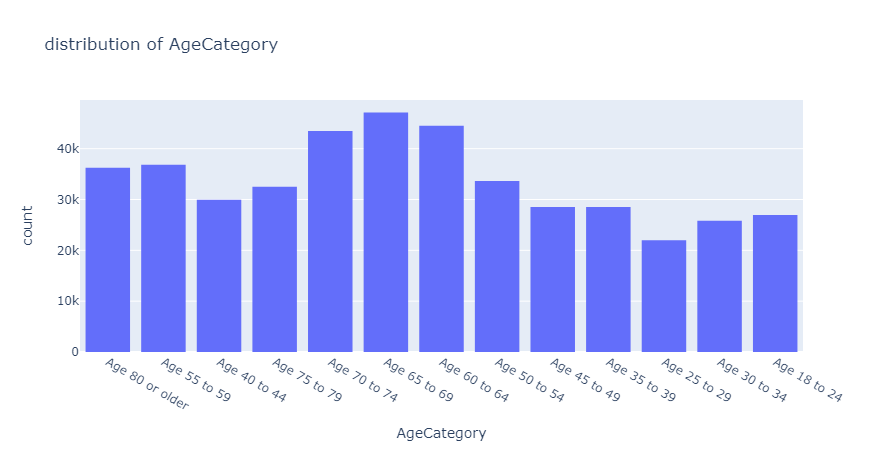 distribution of AgeCategory
count
40k
30k
20k
10k
0
Age 80 or older
Age 55 to 59
Age 40 to 44
Age 75 to 79
Age 70 to 74
Age 65 to 69
Age 60 to 64
Age 50 to 54
Age 45 to 49
Age 35 to 39
Age 25 to 29
Age 30 to 34
Age 18 to 24
AgeCategory